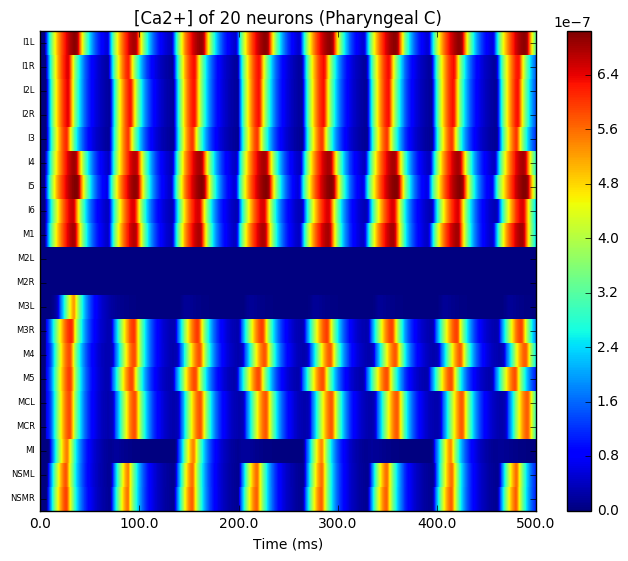 [Ca2+] of 20 neurons (Pharyngeal C)
1e−7
I1L
I1R
I2L
I2R
I3
I4
I5
I6
M1
M2L
M2R
M3L
M3R
M4
M5
MCL
MCR
MI
NSML
NSMR
6.4
5.6
4.8
4.0
3.2
2.4
1.6
0.8
0.0
0.0 100.0 200.0 300.0 400.0 500.0
Time (ms)